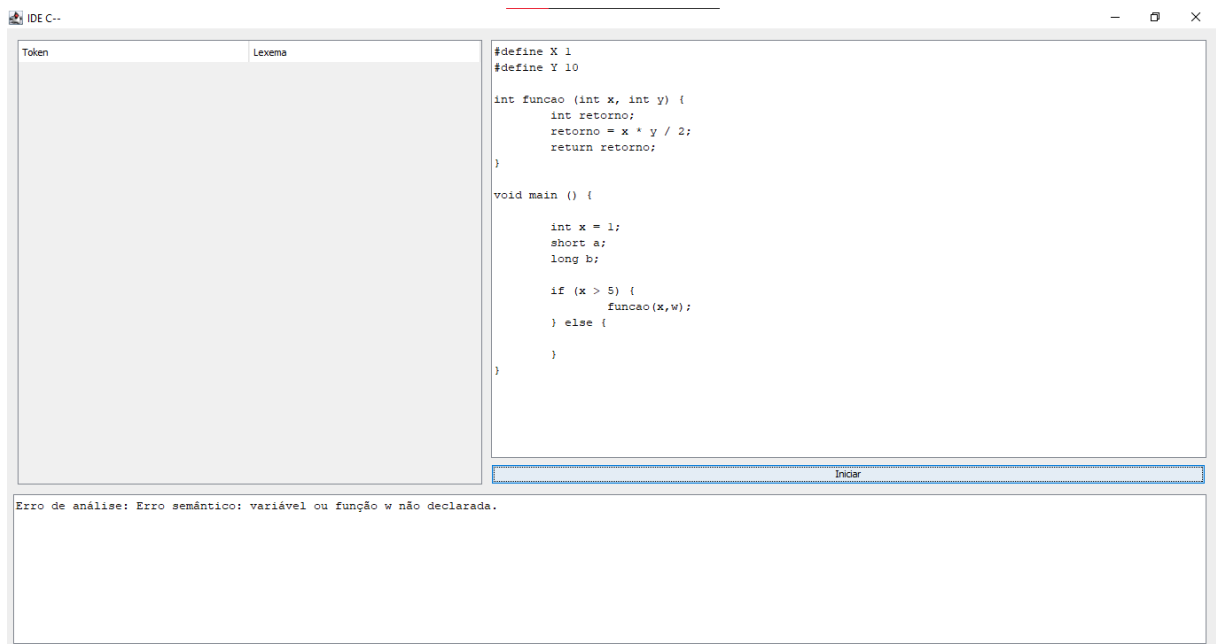 IDE C--
Token Lexema
#define X 1
#define Y 10
int funcao (int x, int y) {
int retorno;
retorno = x * y / 2;
return retorno;
}
void main () {
int x = 1;
short a;
long b;
if (x > 5) {
funcao(x,w);
} else {
}
}
Iniciar
Erro de análise: Erro semântico: variável ou função w não declarada.